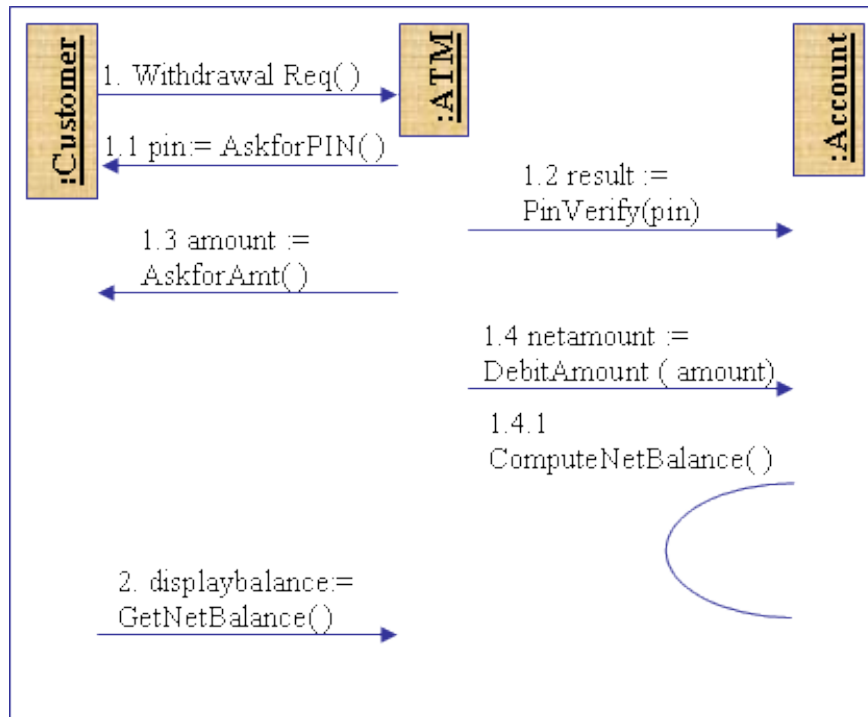 :Customer
:ATM
:Account
1. Withdrawal Req( )
1.1 pin:= AskforPIN( )
1.2 result :=
PinVerify(pin)
1.3 amount :=
AskforAmt( )
1.4 netamount :=
DebitAmount ( amount)
1.4.1
ComputeNetBalance( )
2. displaybalance:=
GetNetBalance()